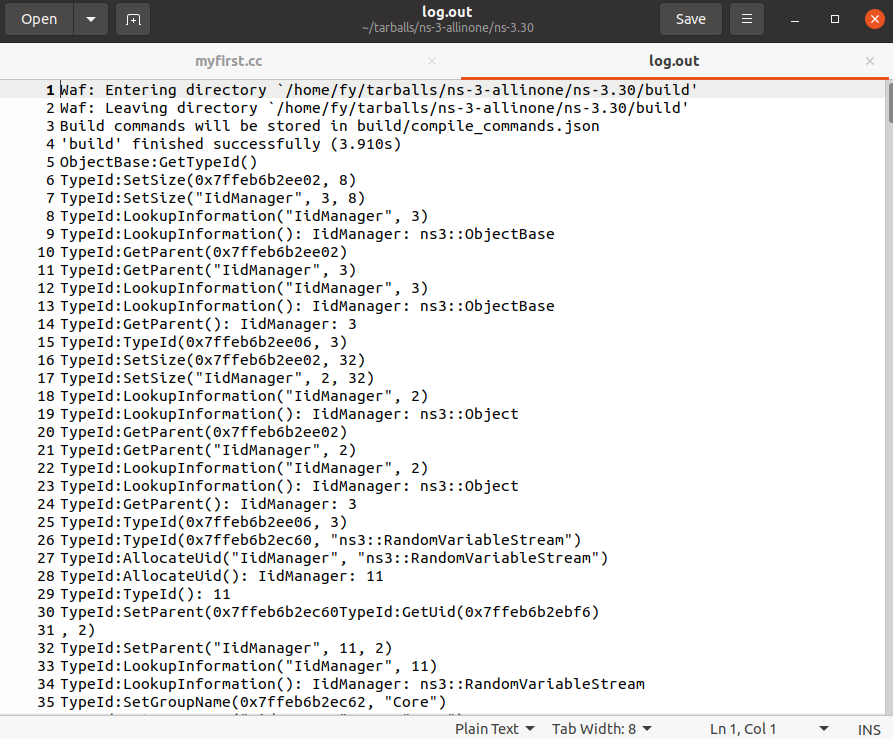 Open
log.out
~/tarballs/ns-3-allinone/ns-3.30
Save
myfirst.cc
log.out
1 Waf: Entering directory `/home/fy/tarballs/ns-3-allinone/ns-3.30/build'
2 Waf: Leaving directory `/home/fy/tarballs/ns-3-allinone/ns-3.30/build'
3 Build commands will be stored in build/compile_commands.json
4 'build' finished successfully (3.910s)
5 ObjectBase:GetTypeId()
6 TypeId:SetSize(0x7ffeb6b2ee02, 8)
7 TypeId:SetSize("IidManager", 3, 8)
8 TypeId:LookupInformation("IidManager", 3)
9 TypeId:LookupInformation(): IidManager: ns3::ObjectBase
10 TypeId:GetParent(0x7ffeb6b2ee02)
11 TypeId:GetParent("IidManager", 3)
12 TypeId:LookupInformation("IidManager", 3)
13 TypeId:LookupInformation(): IidManager: ns3::ObjectBase
14 TypeId:GetParent(): IidManager: 3
15 TypeId:TypeId(0x7ffeb6b2ee06, 3)
16 TypeId:SetSize(0x7ffeb6b2ee02, 32)
17 TypeId:SetSize("IidManager", 2, 32)
18 TypeId:LookupInformation("IidManager", 2)
19 TypeId:LookupInformation(): IidManager: ns3::Object
20 TypeId:GetParent(0x7ffeb6b2ee02)
21 TypeId:GetParent("IidManager", 2)
22 TypeId:LookupInformation("IidManager", 2)
23 TypeId:LookupInformation(): IidManager: ns3::Object
24 TypeId:GetParent(): IidManager: 3
25 TypeId:TypeId(0x7ffeb6b2ee06, 3)
26 TypeId:TypeId(0x7ffeb6b2ec60, "ns3::RandomVariableStream")
27 TypeId:AllocateUid("IidManager", "ns3::RandomVariableStream")
28 TypeId:AllocateUid(): IidManager: 11
29 TypeId:TypeId(): 11
30 TypeId:SetParent(0x7ffeb6b2ec60TypeId:GetUid(0x7ffeb6b2ebf6)
31 , 2)
32 TypeId:SetParent("IidManager", 11, 2)
33 TypeId:LookupInformation("IidManager", 11)
34 TypeId:LookupInformation(): IidManager: ns3::RandomVariableStream
35 TypeId:SetGroupName(0x7ffeb6b2ec62, "Core")
Plain Text
Tab Width: 8
Ln 1, Col 1
INS